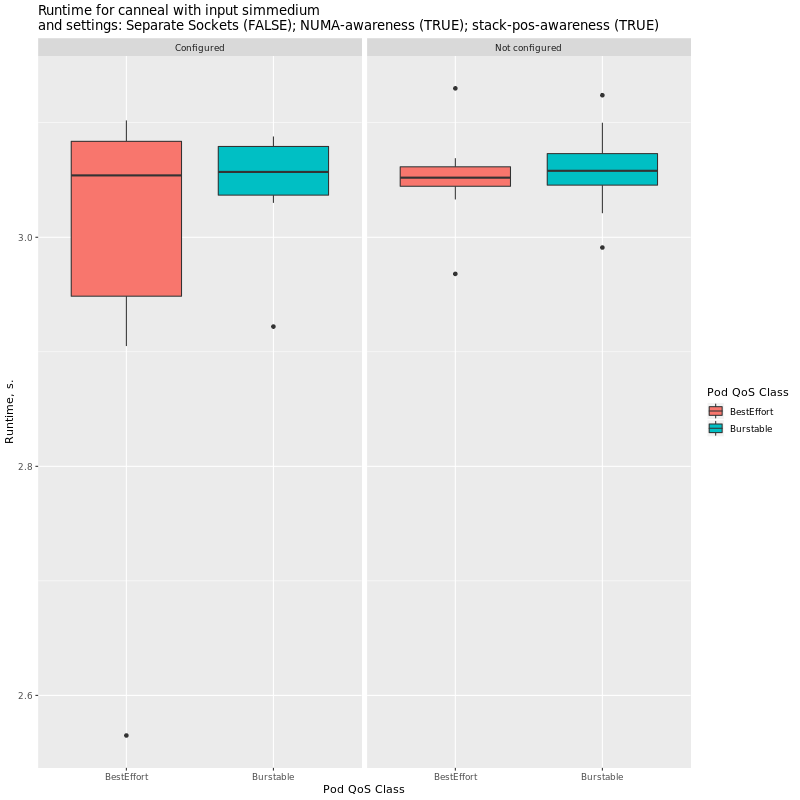 Runtime for canneal with input simmedium
and settings: Separate Sockets (FALSE); NUMA-awareness (TRUE); stack-pos-awareness (TRUE)
Configured
Not configured
3.0
2.8
2.6
Runtime, s.
BestEffort
Burstable
BestEffort
Burstable
Pod QoS Class
Pod QoS Class
BestEffort
Burstable